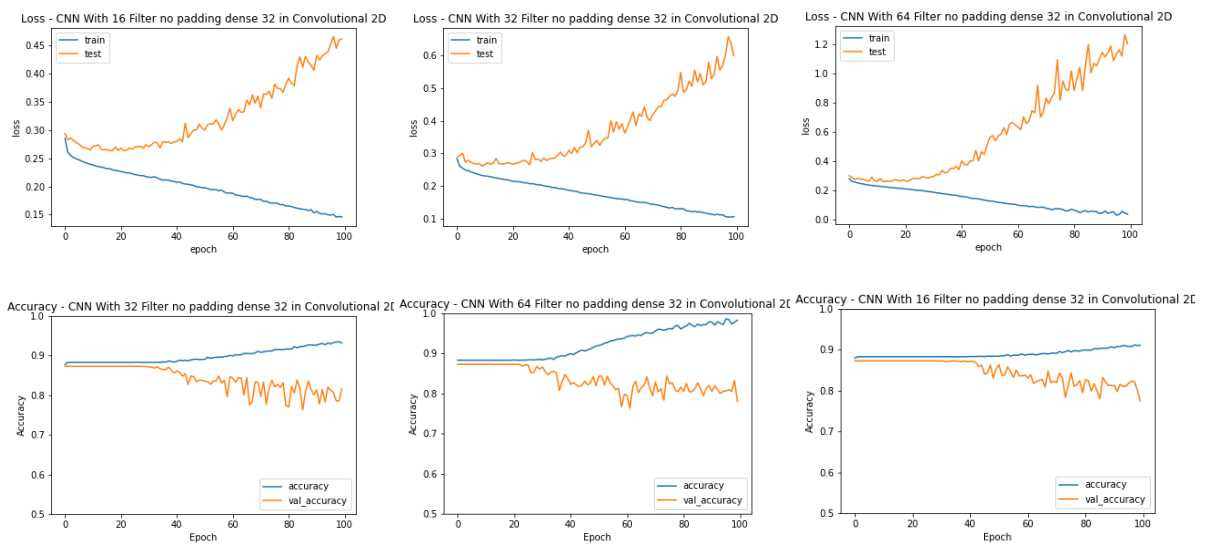 Loss - CNN With 16 Filter no padding dense 32 in Convolutional 2D
train
test
0.45
0.40
0.35
0.30
0.25
0.20
0.15
loss
0 20 40 60 80 100
epoch
Loss - CNN With 32 Filter no padding dense 32 in Convolutional 2D
train
test
0.6
0.5
0.4
0.3
0.2
0.1
loss
0 20 40 60 80 100
epoch
Loss - CNN With 64 Filter no padding dense 32 in Convolutional 2D
train
test
1.2
1.0
0.8
0.6
0.4
0.2
0.0
loss
0 20 40 60 80 100
epoch
Accuracy - CNN With 32 Filter no padding dense 32 in Convolutional 2D
1.0
0.9
0.8
0.7
0.6
0.5
Accuracy
accuracy
val_accuracy
0 20 40 60 80 100
Epoch
Accuracy - CNN With 64 Filter no padding dense 32 in Convolutional 2D
1.0
0.9
0.8
0.7
0.6
0.5
Accuracy
accuracy
val_accuracy
0 20 40 60 80 100
Epoch
Accuracy - CNN With 16 Filter no padding dense 32 in Convolutional 2D
1.0
0.9
0.8
0.7
0.6
0.5
Accuracy
accuracy
val_accuracy
0 20 40 60 80 100
Epoch